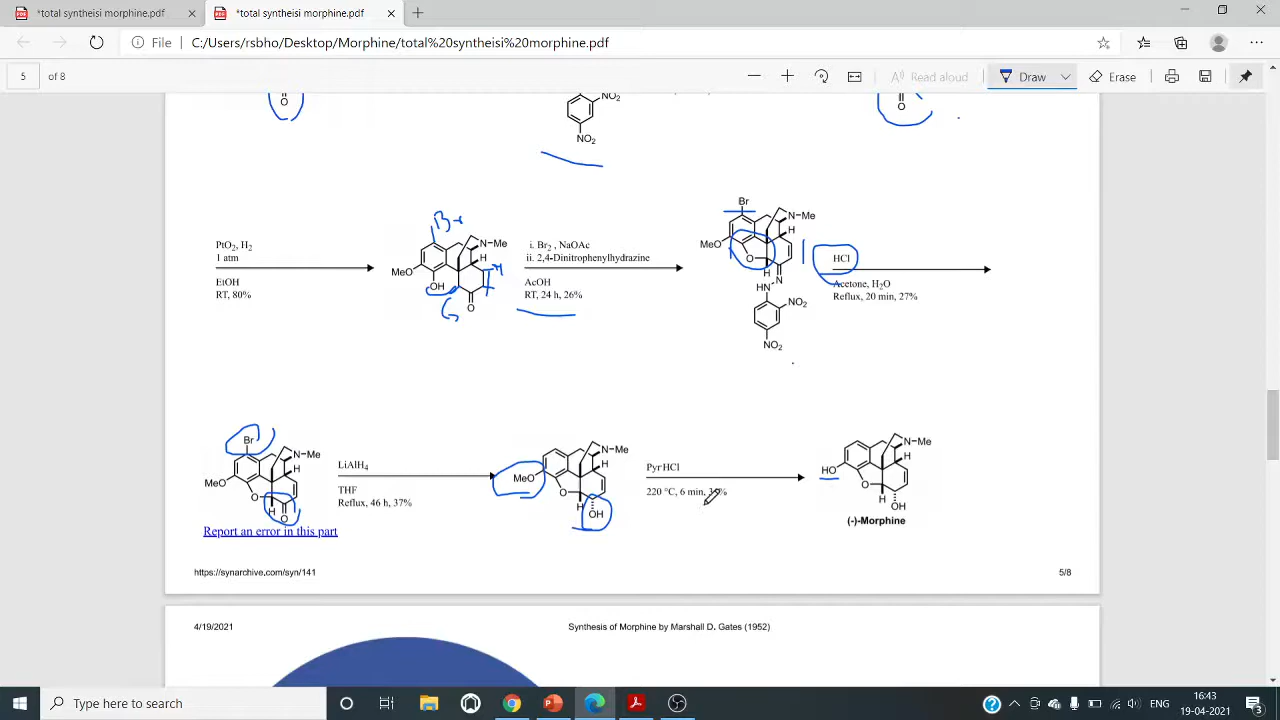 *total syntheisi morphine.pdf
*total syntheisi morphine.pdf
File
C:/Users/rsbho/Desktop/Morphine/total%20syntheisi%20morphine.pdf
5 of 8
Read aloud
Draw
Erase
O
NO2
NO2
O
PtO2, H2
1 atm
EtOH
RT, 80%
Br
N-Me
H
MeO
OH
O
H
i. Br2 , NaOAc
ii. 2,4-Dinitrophenylhydrazine
AcOH
RT, 24 h, 26%
Br
N-Me
H
MeO
O
H
N
HN
NO2
NO2
HCl
Acetone, H2O
Reflux, 20 min, 27%
Br
N-Me
H
MeO
O
H
O
Report an error in this part
LiAlH4
THF
Reflux, 46 h, 37%
N-Me
H
MeO
O
H
OH
PyrHCl
220 °C, 6 min,
N-Me
H
HO
O
H
OH
(-)-Morphine
https://synarchive.com/syn/141
5/8
4/19/2021
Synthesis of Morphine by Marshall D. Gates (1952)
Type here to search
ENG
16:43
19-04-2021